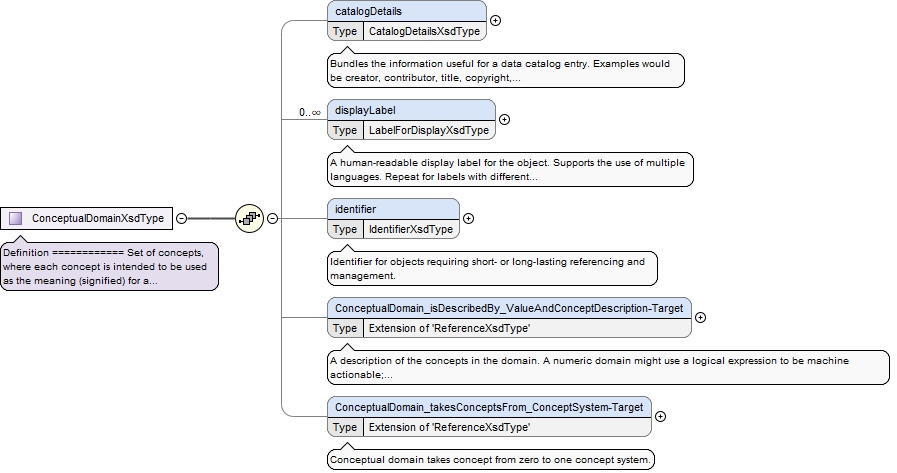 catalogDetails
Type CatalogDetailsXsdType
Bundles the information useful for a data catalog entry. Examples would
be creator, contributor, title, copyright,...
0..∞
displayLabel
Type LabelForDisplayXsdType
A human-readable display label for the object. Supports the use of multiple
languages. Repeat for labels with different...
ConceptualDomainXsdType
Definition ============ Set of concepts,
where each concept is intended to be used
as the meaning (signified) for a...
identifier
Type IdentifierXsdType
Identifier for objects requiring short- or long-lasting referencing and
management.
ConceptualDomain_isDescribedBy_ValueAndConceptDescription-Target
Type Extension of 'ReferenceXsdType'
A description of the concepts in the domain. A numeric domain might use a logical expression to be machine
actionable;...
ConceptualDomain_takesConceptsFrom_ConceptSystem-Target
Type Extension of 'ReferenceXsdType'
Conceptual domain takes concept from zero to one concept system.